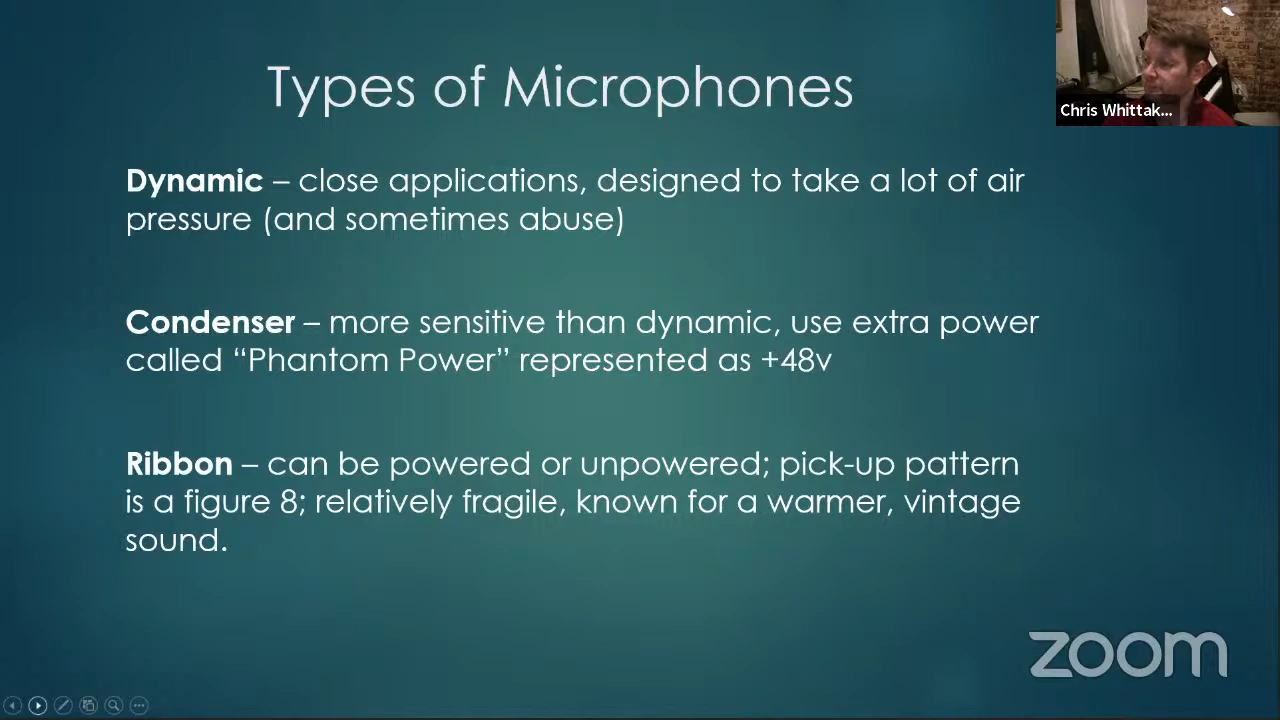 Types of Microphones
Chris Whittak...
Dynamic – close applications, designed to take a lot of air
pressure (and sometimes abuse)
Condenser – more sensitive than dynamic, use extra power
called “Phantom Power” represented as +48v
Ribbon – can be powered or unpowered; pick-up pattern
is a figure 8; relatively fragile, known for a warmer, vintage
sound.
zoom